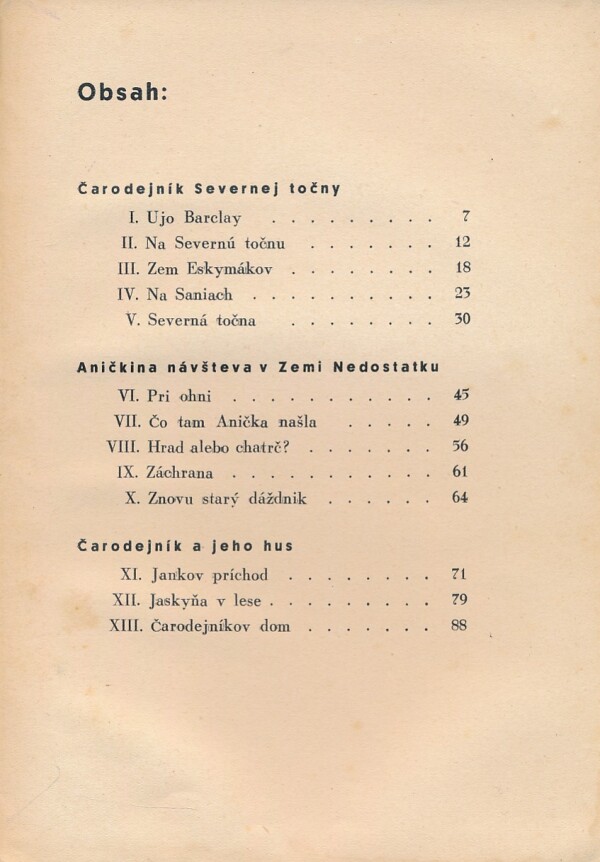 Obsah:
Čarodejník Severnej točny
I. Ujo Barclay . . . . . . . . . 7
II. Na Severnú točnu . . . . . . . 12
III. Zem Eskymákov . . . . . . . . 18
IV. Na Saniach . . . . . . . . . . 23
V. Severná točna . . . . . . . . 30
Aničkina návšteva v Zemi Nedostatku
VI. Pri ohni . . . . . . . . . . . 45
VII. Čo tam Anička našla . . . . . 49
VIII. Hrad alebo chatrč? . . . . . . . 56
IX. Záchrana . . . . . . . . . . . 61
X. Znovu starý dáždnik . . . . . . 64
Čarodejník a jeho hus
XI. Jankov príchod . . . . . . . . 71
XII. Jaskyňa v lese . . . . . . . . . 79
XIII. Čarodejníkov dom . . . . . . . 88